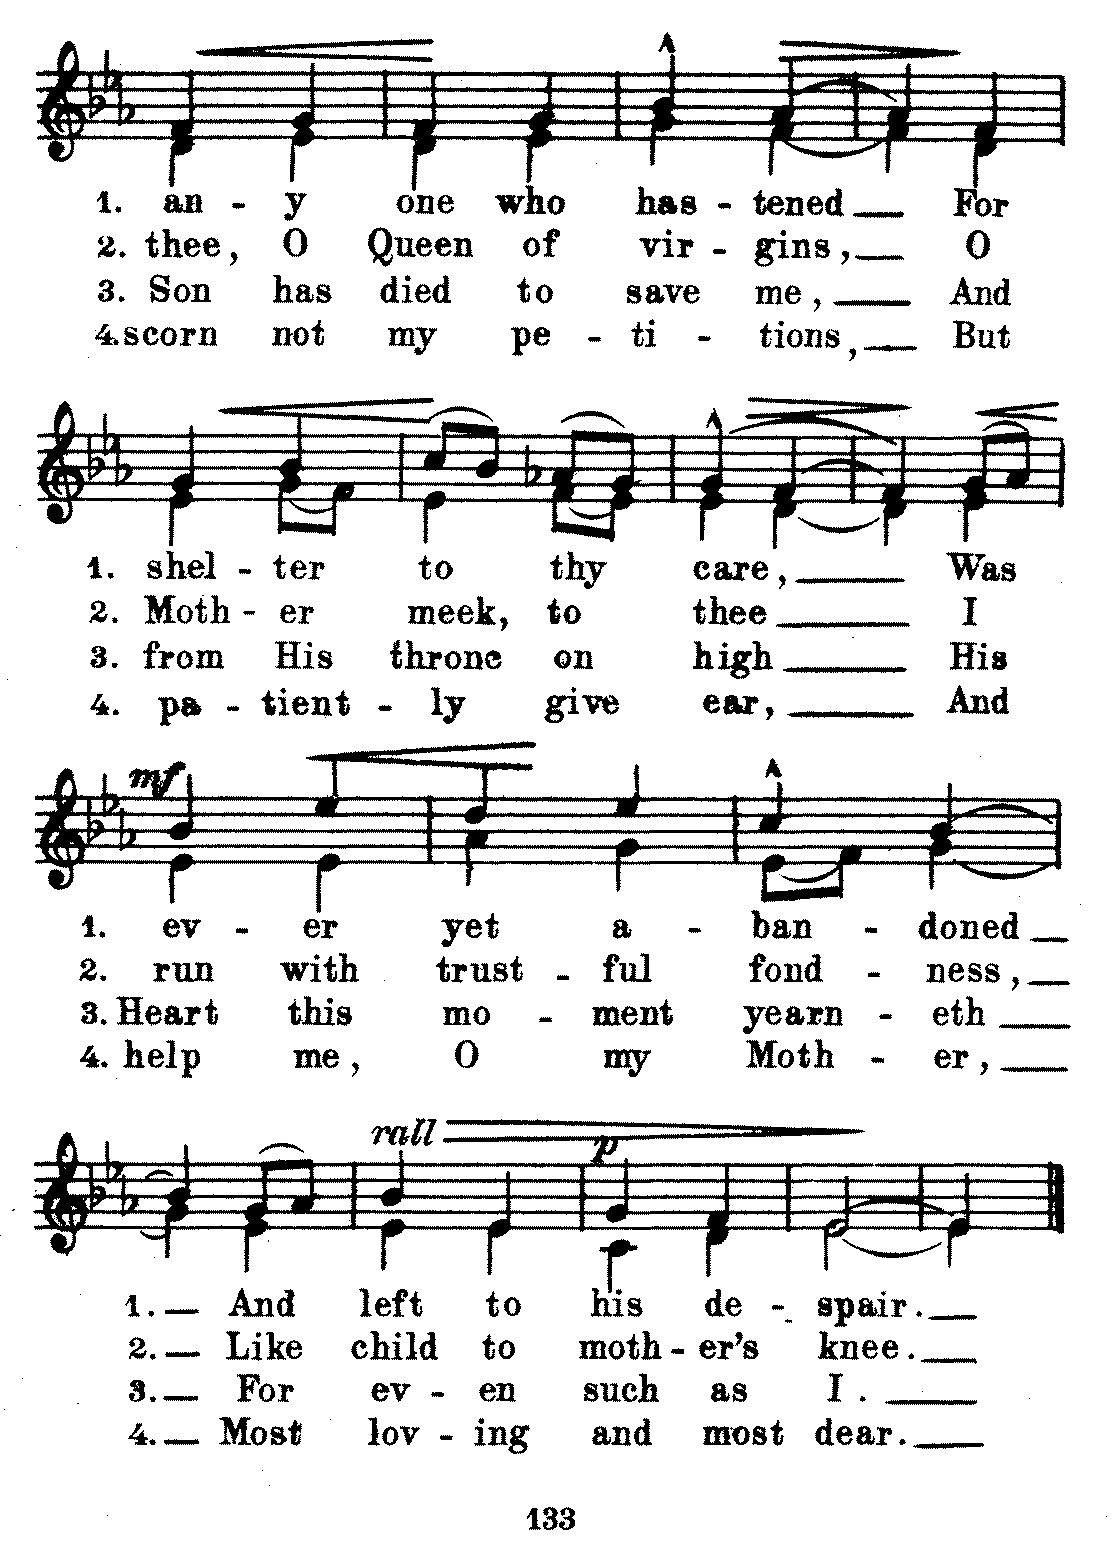 1. an - y one who has - tened __ For
2. thee, O Queen of vir - gins, __ O
3. Son has died to save me, __ And
4. scorn not my pe - ti - tions, __ But
1. shel - ter to thy care, __ Was
2. Moth - er meek, to thee __ I
3. from His throne on high __ His
4. pa - tient - ly give ear, __ And
mf
1. ev - er yet a - ban - doned __
2. run with trust - ful fond - ness, __
3. Heart this mo - ment yearn - eth __
4. help me, O my Moth - er, __
rall
p
1. __ And left to his de - spair. __
2. __ Like child to moth - er's knee. __
3. __ For ev - en such as I. __
4. __ Most lov - ing and most dear. __
133